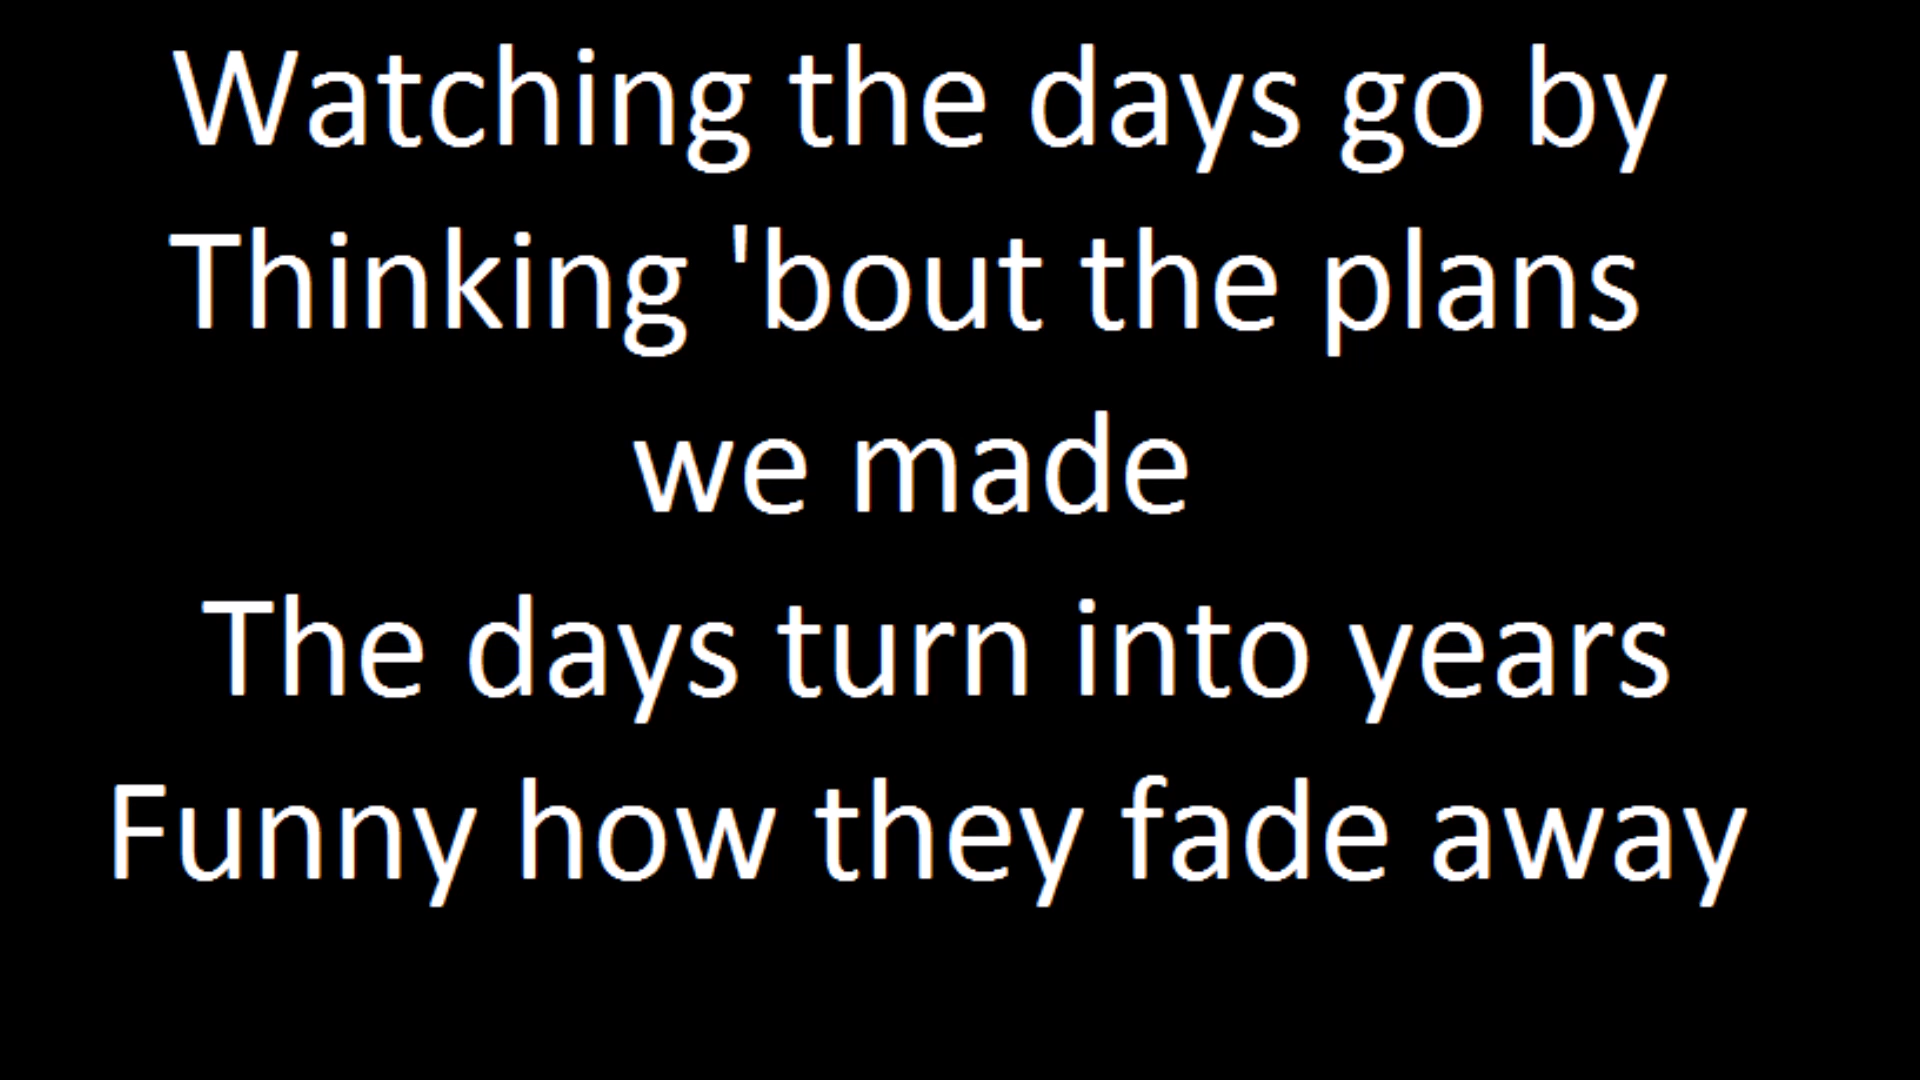 Watching the days go by
Thinking 'bout the plans
we made
The days turn into years
Funny how they fade away